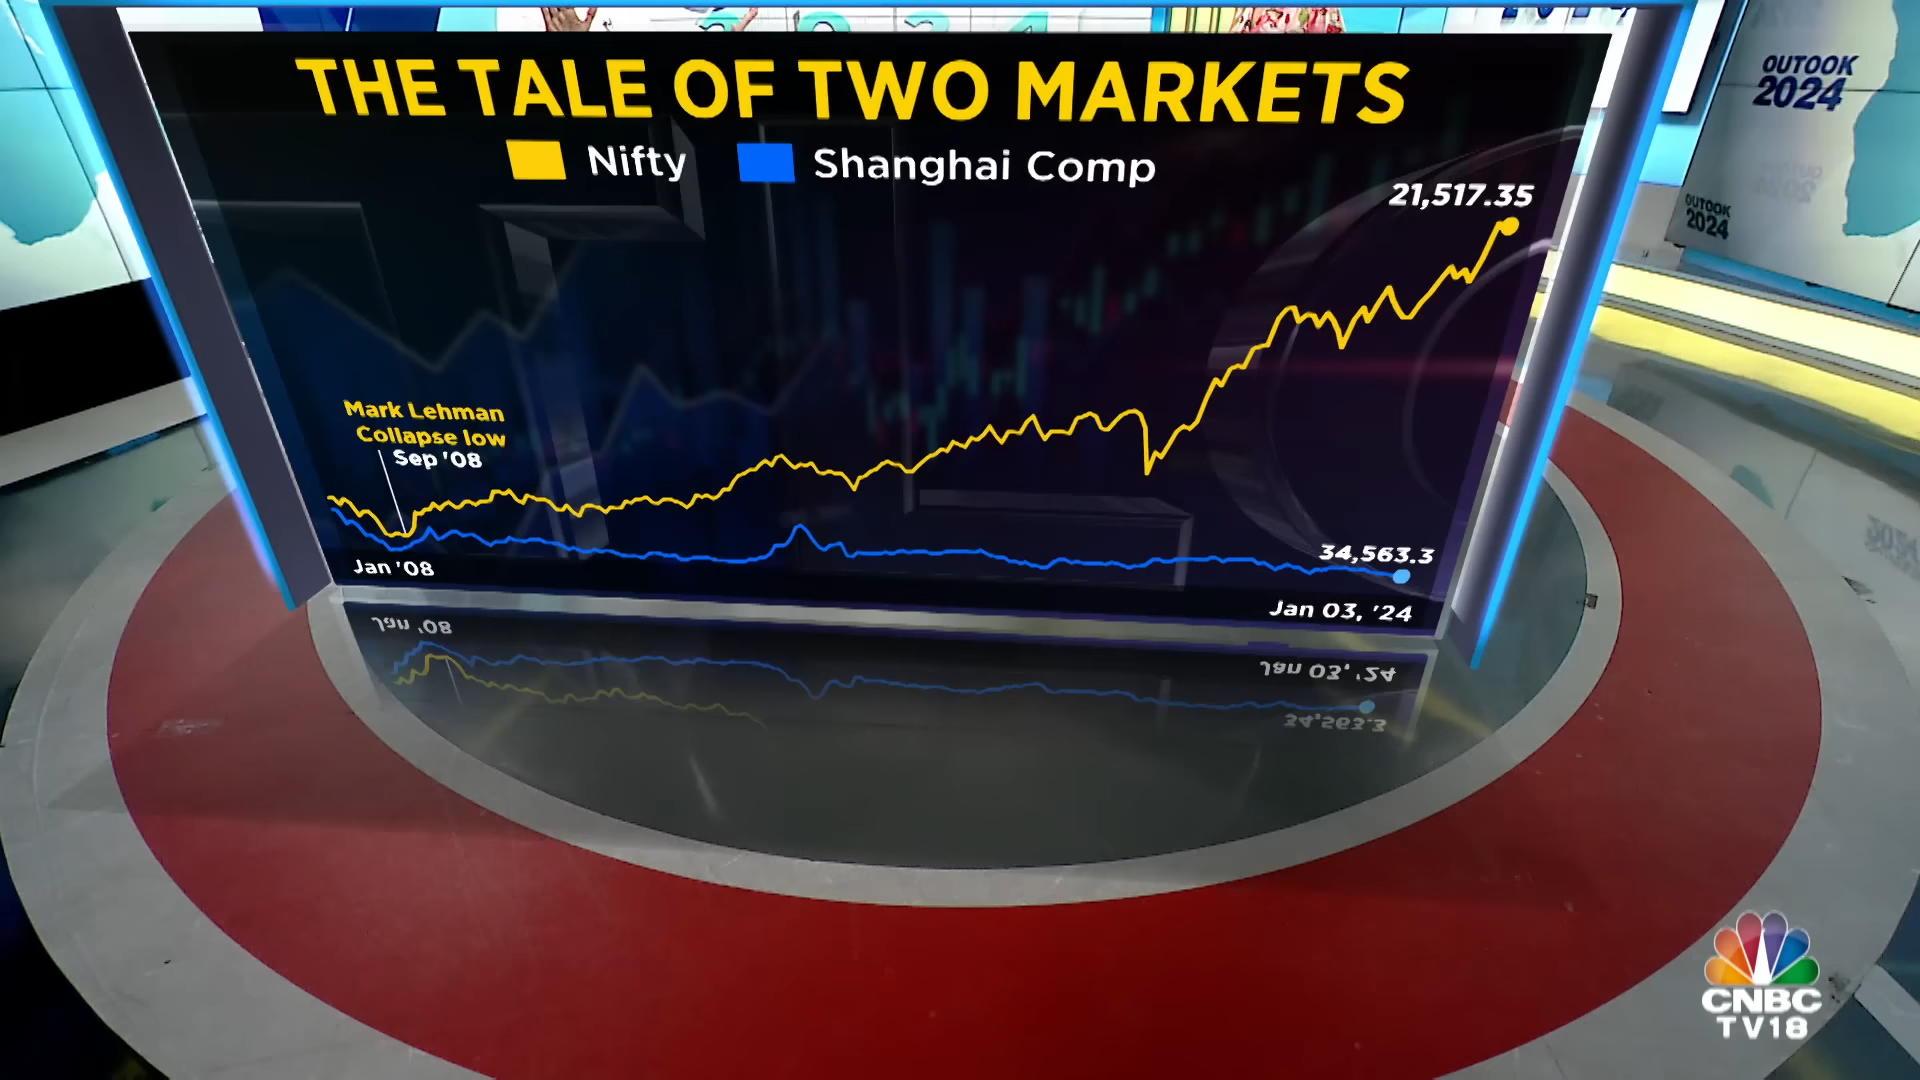 THE TALE OF TWO MARKETS
Nifty
Shanghai Comp
21,517.35
Mark Lehman
Collapse low
Sep '08
34,563.3
Jan '08
Jan 03, '24
OUTOOK
2024
OUTOOK
2024
CNBC
TV18